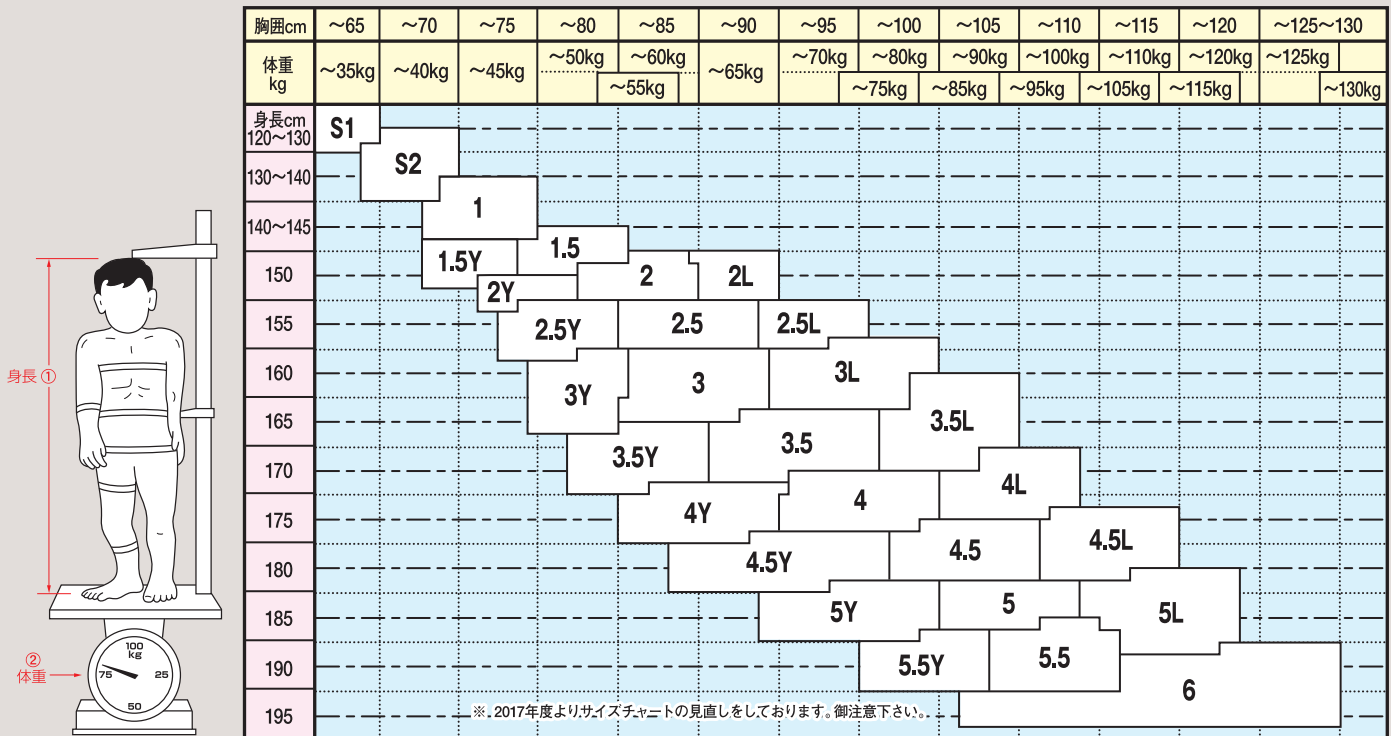 胸囲cm ～65 ～70 ～75 ～80 ～85 ～90 ～95 ～100 ～105 ～110 ～115 ～120 ～125～130
体重kg ～35kg ～40kg ～45kg ～50kg ～60kg ～65kg ～70kg ～80kg ～90kg ～100kg ～110kg ～120kg ～125kg
～55kg ～75kg ～85kg ～95kg ～105kg ～115kg ～130kg
身長cm
120～130 S1
S2
130～140
1
140～145
1.5Y 1.5
150 2Y 2 2L
155 2.5Y 2.5 2.5L
160 3Y 3 3L
165 3.5L
3.5Y 3.5
170 4L
175 4Y 4
4.5Y 4.5 4.5L
180
185 5Y 5 5L
190 5.5Y 5.5
6
195
※ 2017年度よりサイズチャートの見直しをしております。御注意下さい。
身長 ①
②
体重
100
kg
75 25
50